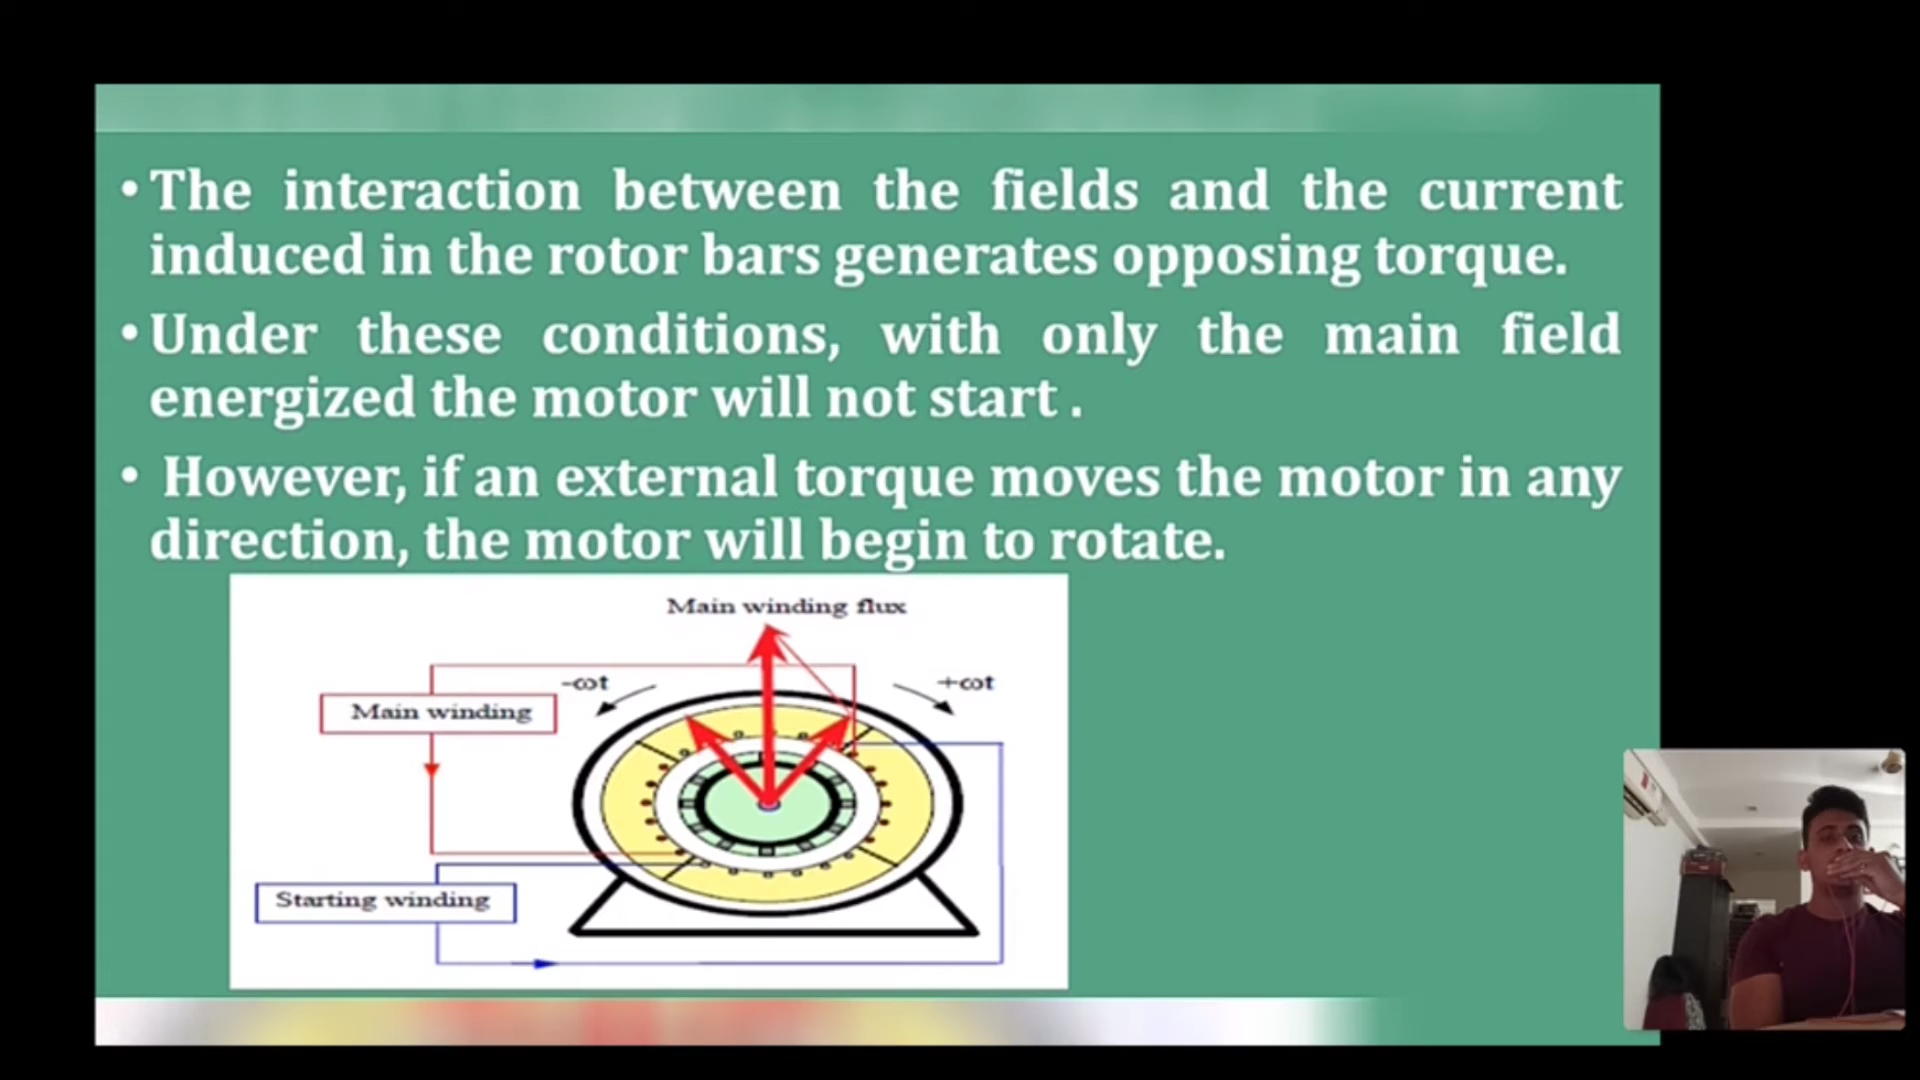 •The interaction between the fields and the current
induced in the rotor bars generates opposing torque.
•Under these conditions, with only the main field
energized the motor will not start .
• However, if an external torque moves the motor in any
direction, the motor will begin to rotate.
Main winding flux
-ωt
+ωt
Main winding
Starting winding